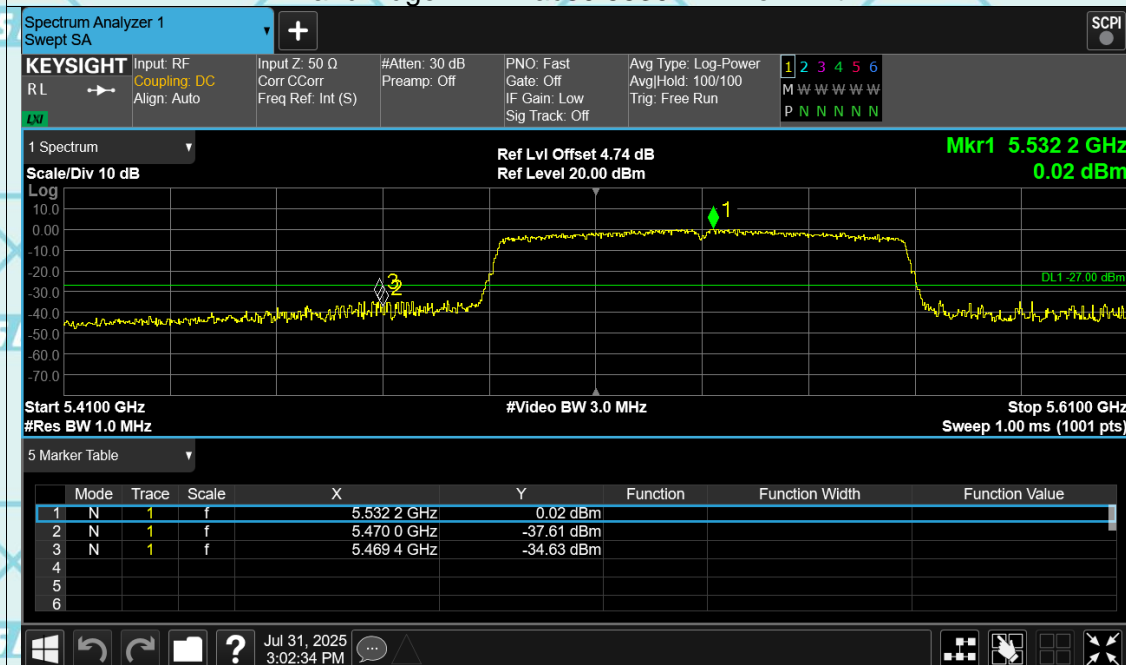 Spectrum Analyzer 1
Swept SA
+
SCPI
KEYSIGHT
RL
LXI
Input: RF
Coupling: DC
Align: Auto
Input Z: 50 Ω
Corr CCorr
Freq Ref: Int (S)
#Atten: 30 dB
Preamp: Off
PNO: Fast
Gate: Off
IF Gain: Low
Sig Track: Off
Avg Type: Log-Power
Avg|Hold: 100/100
Trig: Free Run
1 2 3 4 5 6
M W W W W W
P N N N N N
1 Spectrum
Scale/Div 10 dB
Ref Lvl Offset 4.74 dB
Ref Level 20.00 dBm
Mkr1 5.532 2 GHz
0.02 dBm
Log
10.0
0.00
-10.0
-20.0
-30.0
-40.0
-50.0
-60.0
-70.0
1
3
2
DL1 -27.00 dBm
Start 5.4100 GHz
#Video BW 3.0 MHz
Stop 5.6100 GHz
#Res BW 1.0 MHz
Sweep 1.00 ms (1001 pts)
5 Marker Table
Mode Trace Scale X Y Function Function Width Function Value
1 N 1 f 5.532 2 GHz 0.02 dBm
2 N 1 f 5.470 0 GHz -37.61 dBm
3 N 1 f 5.469 4 GHz -34.63 dBm
4
5
6
?
Jul 31, 2025
3:02:34 PM